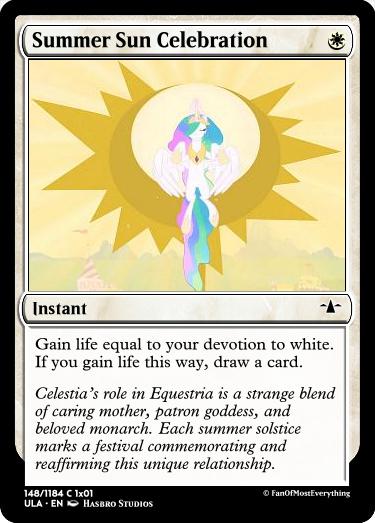 Summer Sun Celebration
Instant
Gain life equal to your devotion to white.
If you gain life this way, draw a card.
Celestia's role in Equestria is a strange blend
of caring mother, patron goddess, and
beloved monarch. Each summer solstice
marks a festival commemorating and
reaffirming this unique relationship.
148/1184 C 1x01
ULA • EN Hasbro Studios
© FanOfMostEverything